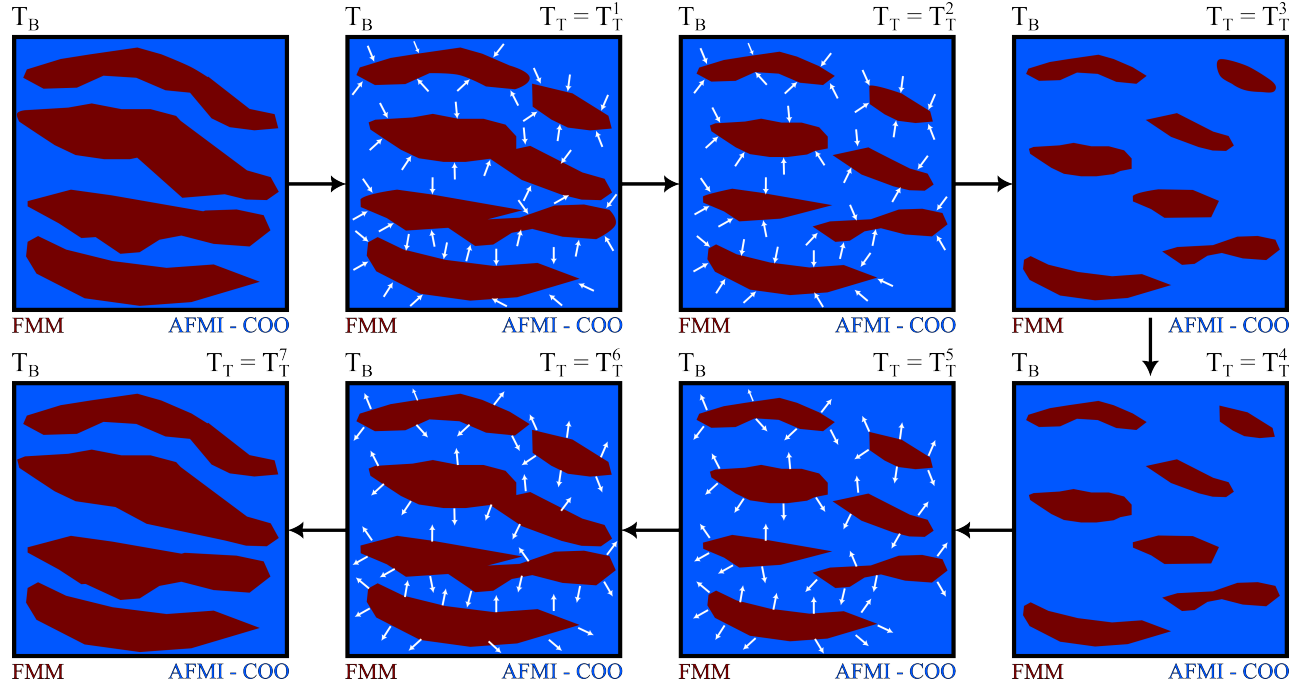 T_B
T_B T_T = T_T^1
T_B T_T = T_T^2
T_B T_T = T_T^3
FMM AFMI - COO
FMM AFMI - COO
FMM AFMI - COO
FMM AFMI - COO
T_B T_T = T_T^7
T_B T_T = T_T^6
T_B T_T = T_T^5
T_B T_T = T_T^4
FMM AFMI - COO
FMM AFMI - COO
FMM AFMI - COO
FMM AFMI - COO